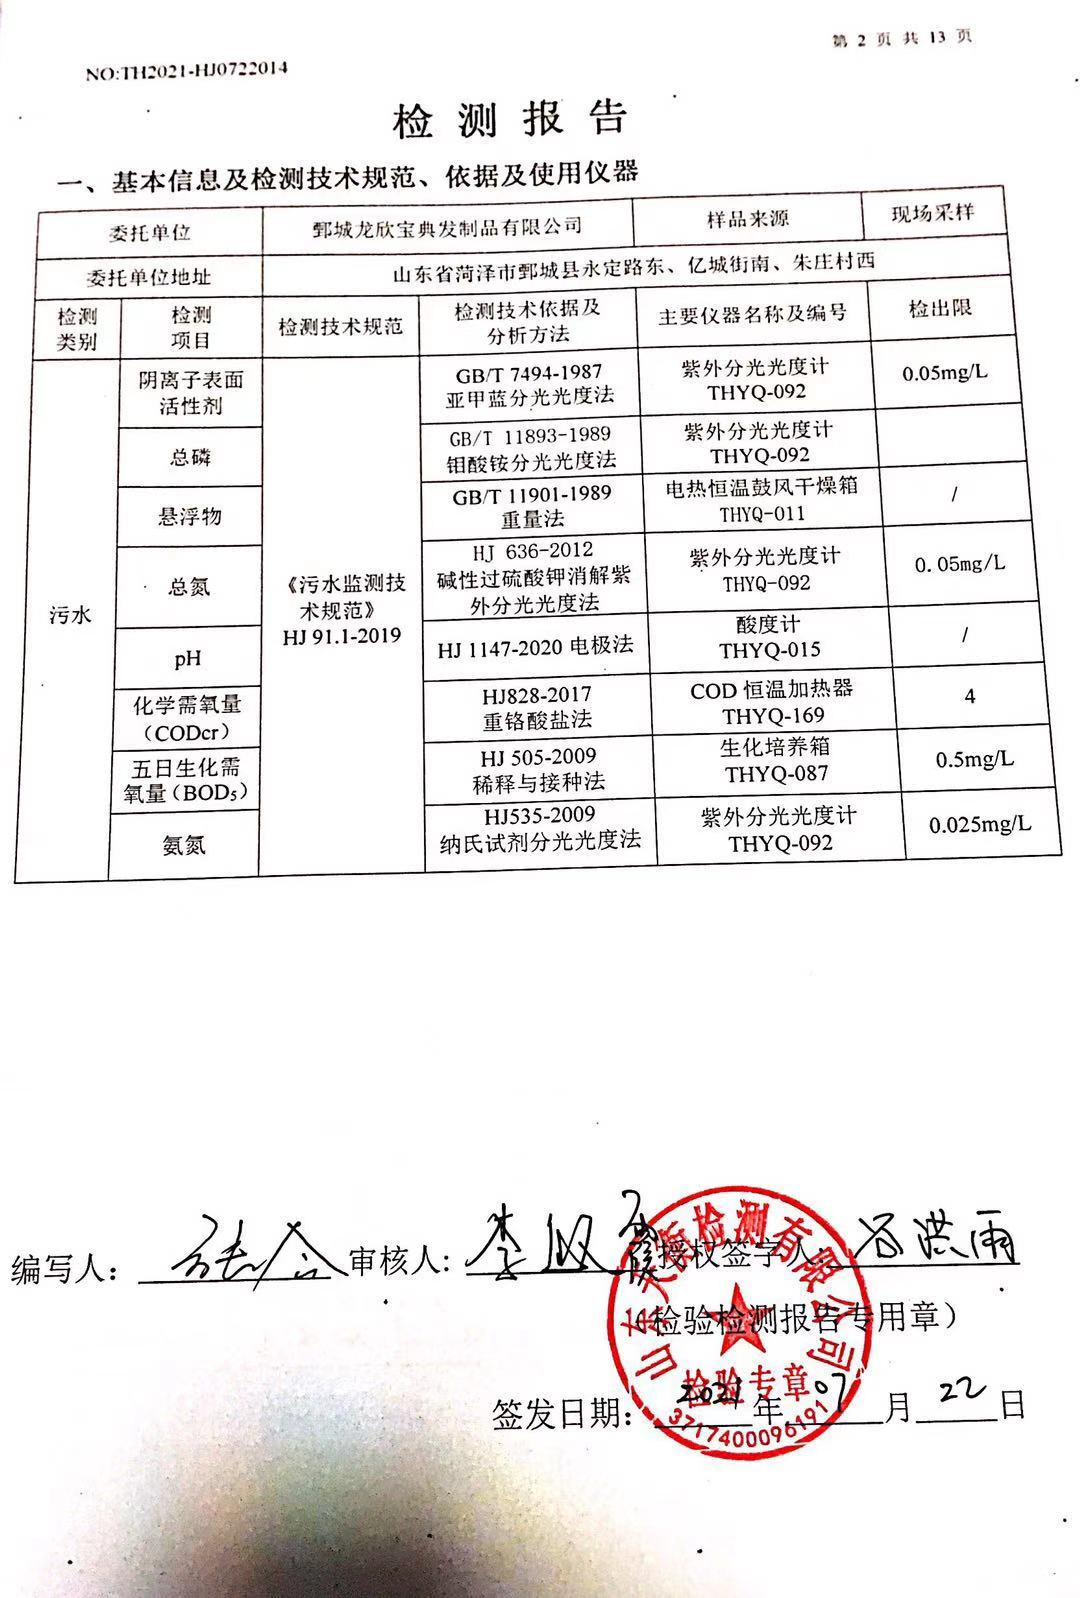 第 2 页 共 13 页
NO:TH2021-HJ0722014
检 测 报 告
一、基本信息及检测技术规范、依据及使用仪器
委托单位 鄄城龙欣宝典发制品有限公司 样品来源 现场采样
委托单位地址 山东省菏泽市鄄城县永定路东、亿城街南、朱庄村西
检测
类别
检测
项目
检测技术规范
检测技术依据及
分析方法
主要仪器名称及编号
检出限
污水
《污水监测技
术规范》
HJ 91.1-2019
阴离子表面
活性剂
GB/T 7494-1987
亚甲蓝分光光度法
紫外分光光度计
THYQ-092
0.05mg/L
总磷
GB/T 11893-1989
钼酸铵分光光度法
紫外分光光度计
THYQ-092
悬浮物
GB/T 11901-1989
重量法
电热恒温鼓风干燥箱
THYQ-011
/
总氮
HJ 636-2012
碱性过硫酸钾消解紫
外分光光度法
紫外分光光度计
THYQ-092
0.05mg/L
pH
HJ 1147-2020 电极法
酸度计
THYQ-015
/
化学需氧量
（CODcr）
HJ828-2017
重铬酸盐法
COD 恒温加热器
THYQ-169
4
五日生化需
氧量（BOD₅）
HJ 505-2009
稀释与接种法
生化培养箱
THYQ-087
0.5mg/L
氨氮
HJ535-2009
纳氏试剂分光光度法
紫外分光光度计
THYQ-092
0.025mg/L
编写人： 审核人: 李 授权签字人 洪雨
（检验检测报告专用章）
签发日期： 2021 年 07 月 22 日
山东 检测有限公司
检验专章
3717400096191